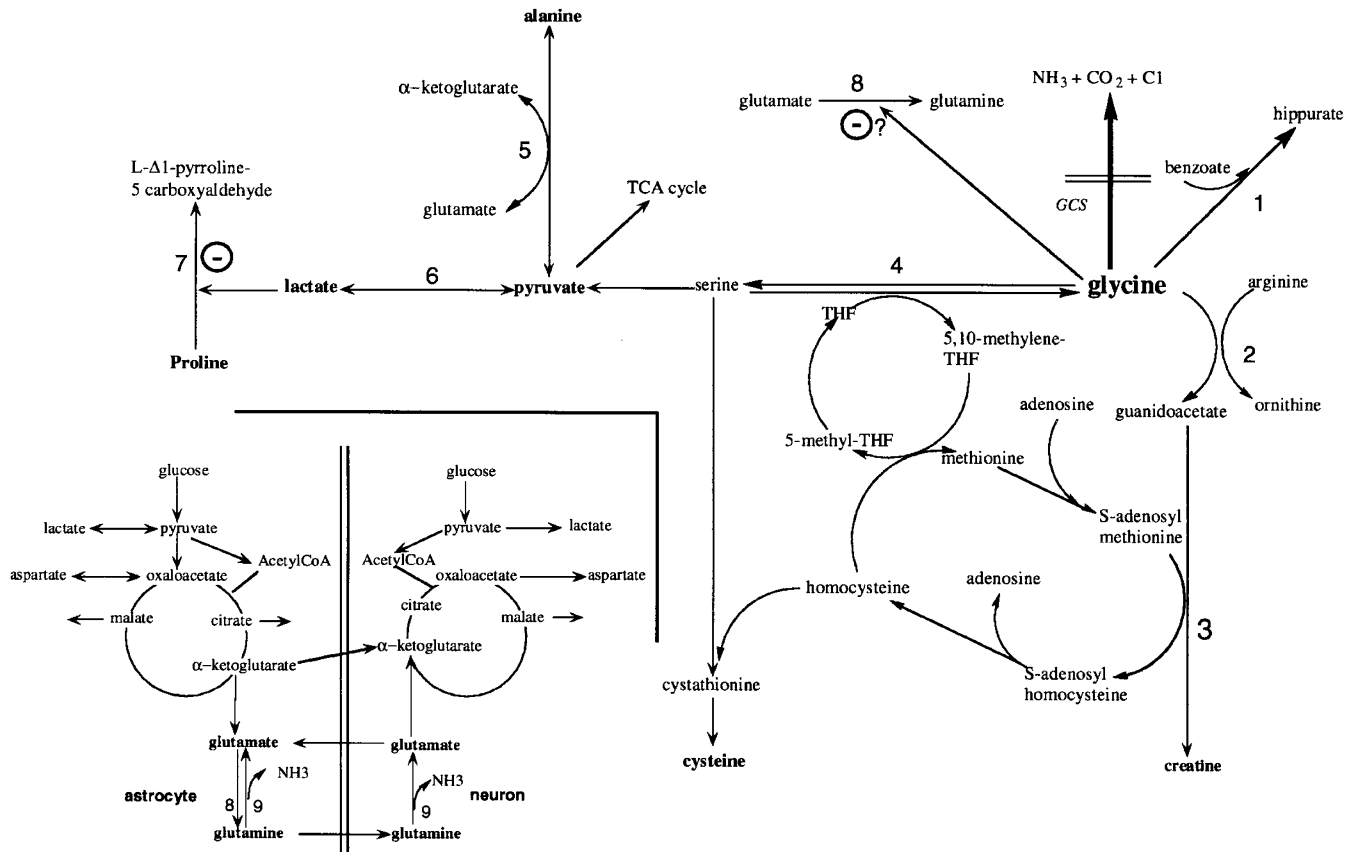 alanine
α-ketoglutarate
5
glutamate
glutamate
8
glutamine
-
?
NH3 + CO2 + C1
hippurate
benzoate
GCS
1
L-Δ1-pyrroline-
5 carboxyaldehyde
7
-
TCA cycle
lactate
6
pyruvate
serine
4
glycine
arginine
Proline
THF
5,10-methylene-
THF
2
guanidoacetate
ornithine
adenosine
5-methyl-THF
methionine
S-adenosyl
methionine
homocysteine
adenosine
3
S-adenosyl
homocysteine
cystathionine
cysteine
creatine
glucose
lactate
pyruvate
AcetylCoA
aspartate
oxaloacetate
malate
citrate
α-ketoglutarate
glutamate
NH3
astrocyte
8
9
glutamine
glucose
pyruvate
lactate
AcetylCoA
oxaloacetate
aspartate
citrate
malate
α-ketoglutarate
glutamate
NH3
neuron
9
glutamine